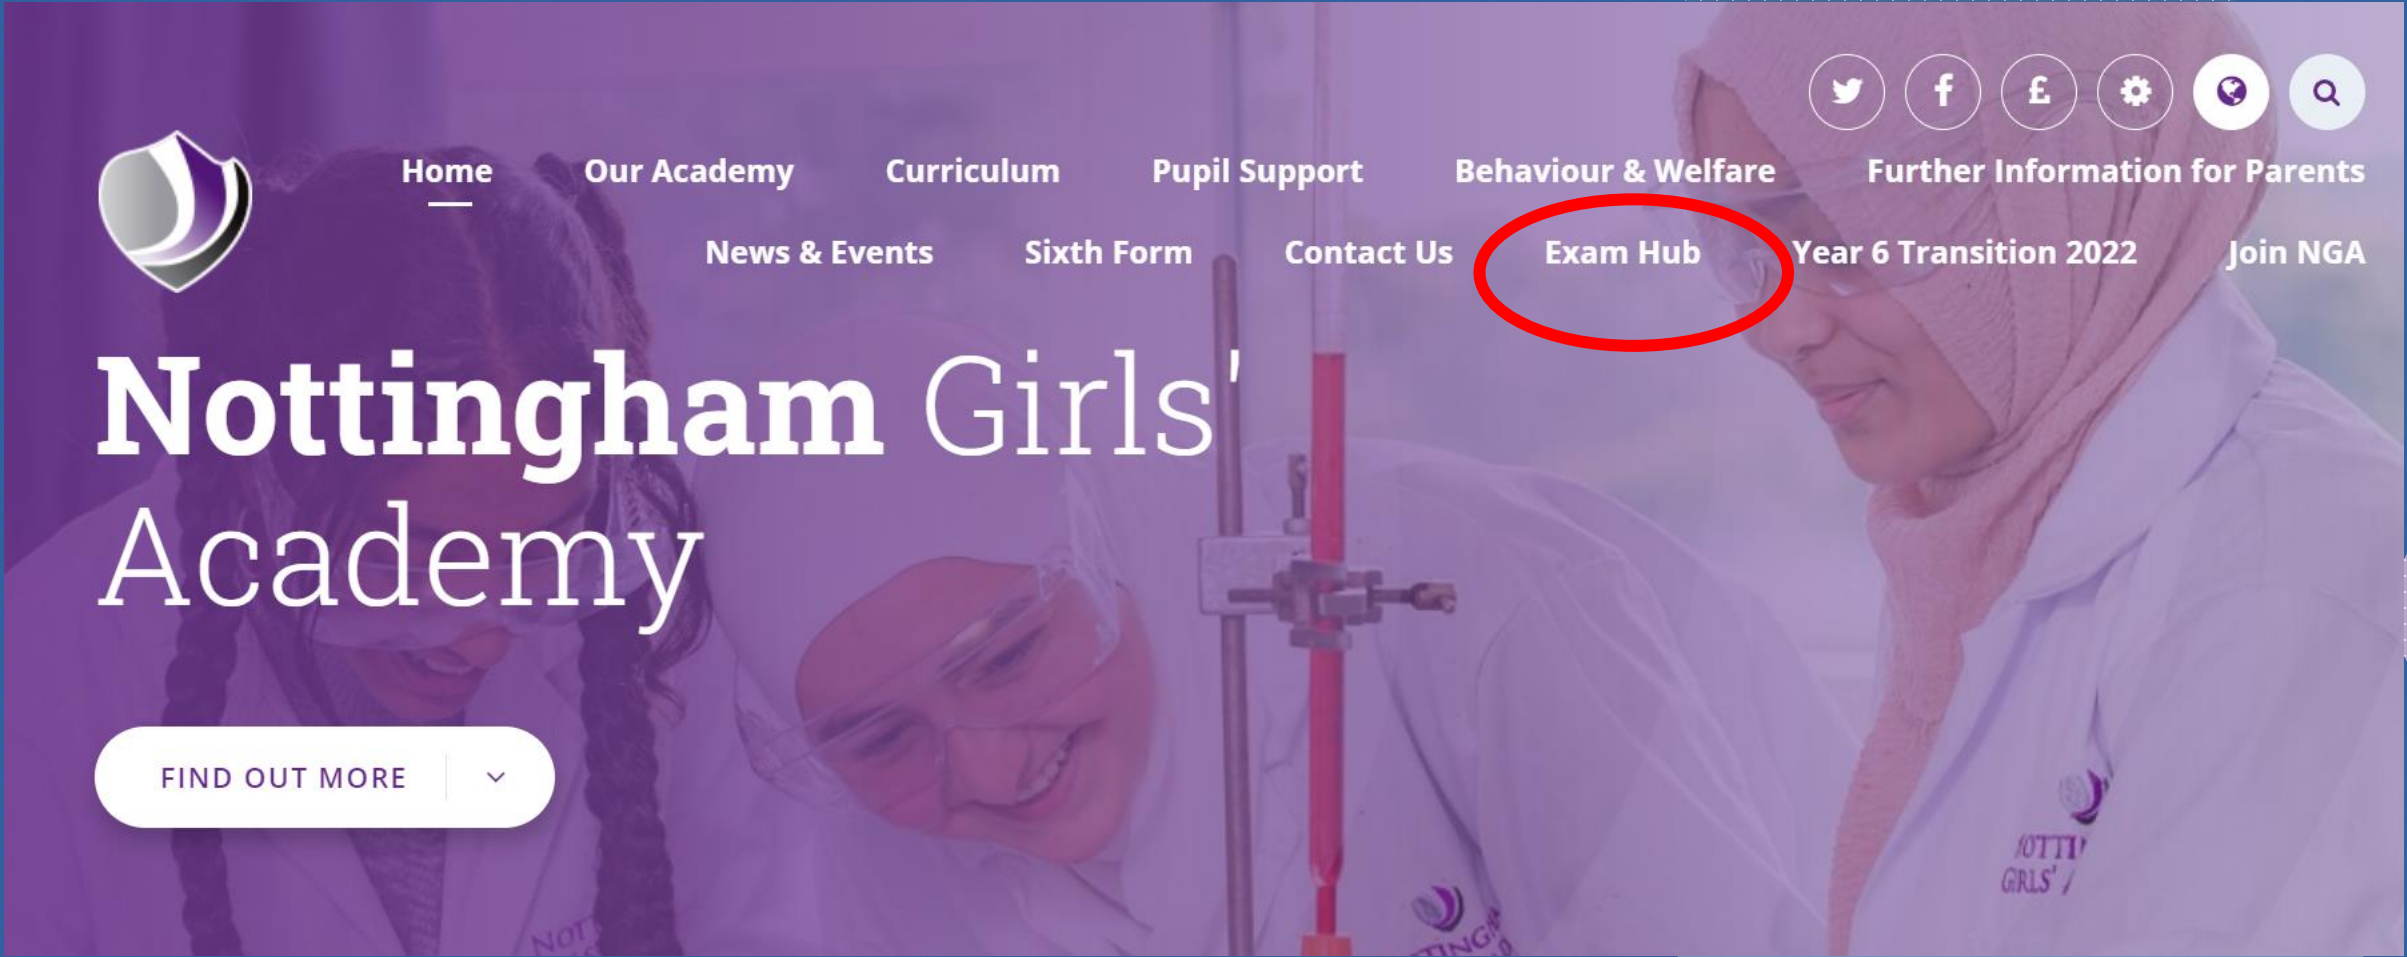 Home Our Academy Curriculum Pupil Support Behaviour & Welfare Further Information for Parents
News & Events Sixth Form Contact Us Exam Hub Year 6 Transition 2022 Join NGA
Nottingham Girls'
Academy
FIND OUT MORE
GIRLS'